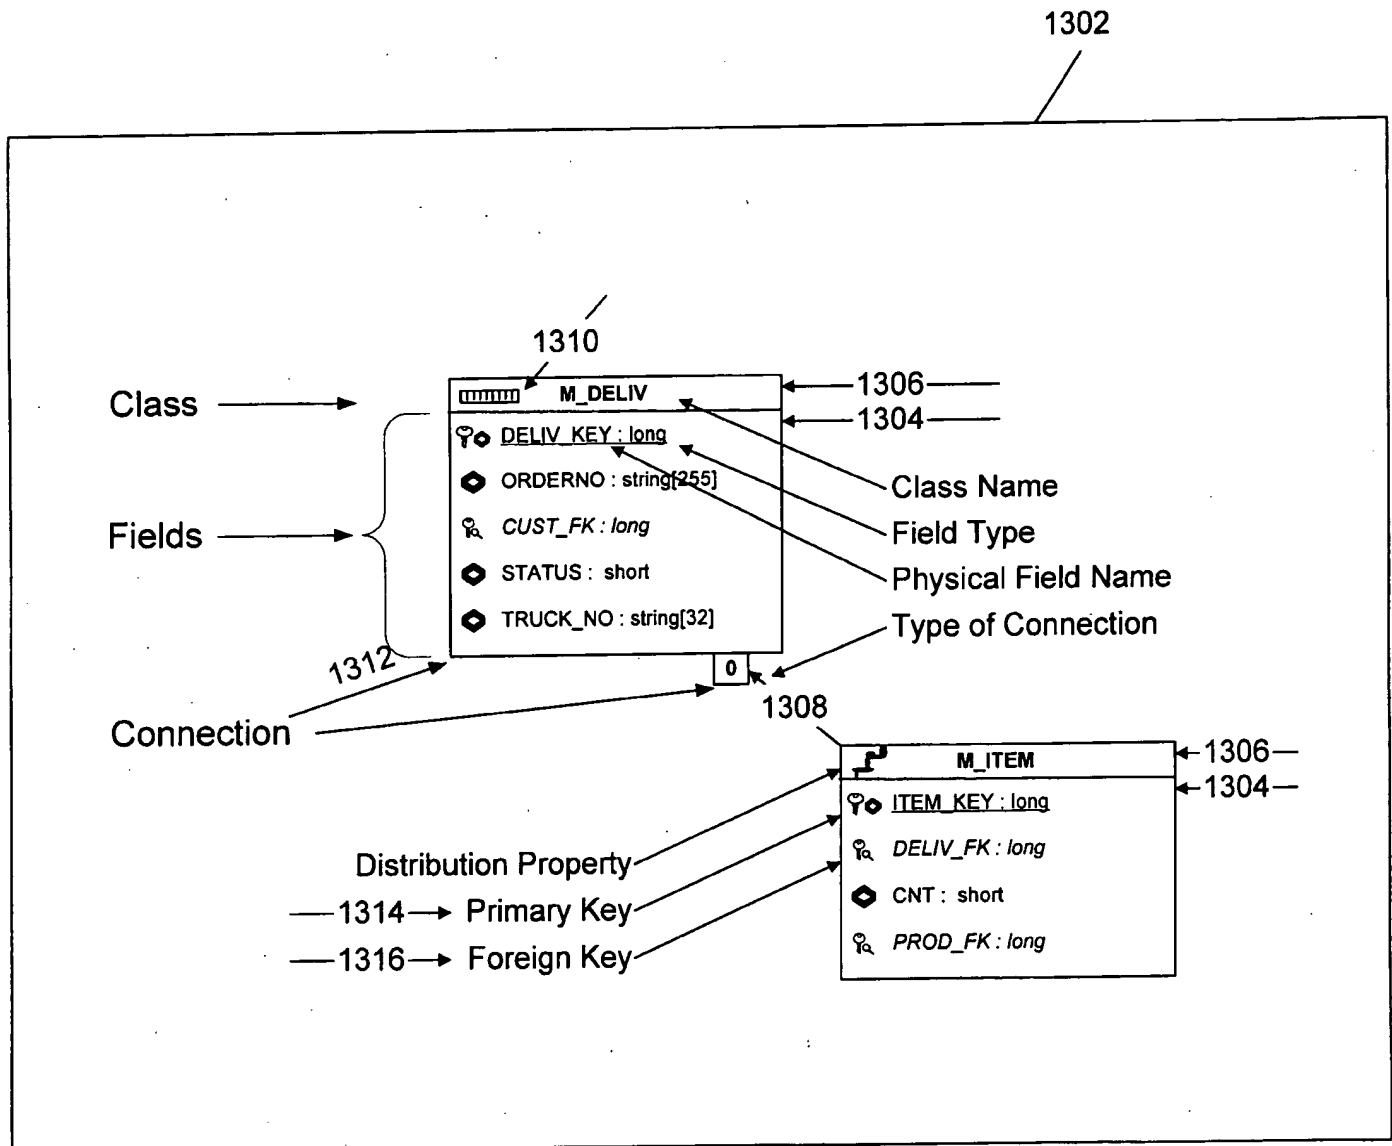 1302
1310
Class
M_DELIV
1306
1304
DELIV_KEY : long
ORDERNO : string[255]
Class Name
Fields
CUST_FK : long
Field Type
STATUS : short
Physical Field Name
TRUCK_NO : string[32]
Type of Connection
1312
0
1308
Connection
M_ITEM
1306
1304
ITEM_KEY : long
DELIV_FK : long
Distribution Property
CNT : short
1314
Primary Key
PROD_FK : long
1316
Foreign Key